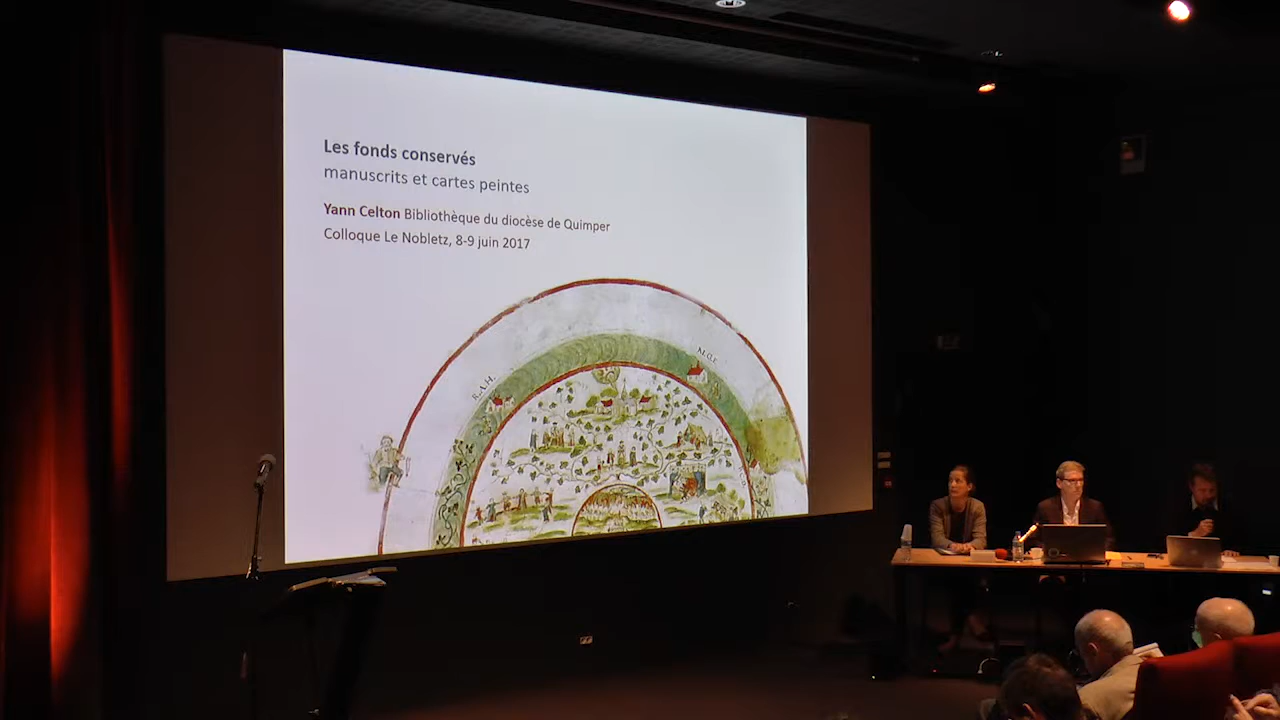 Les fonds conservés
manuscrits et cartes peintes
Yann Celton Bibliothèque du diocèse de Quimper
Colloque Le Nobletz, 8-9 juin 2017